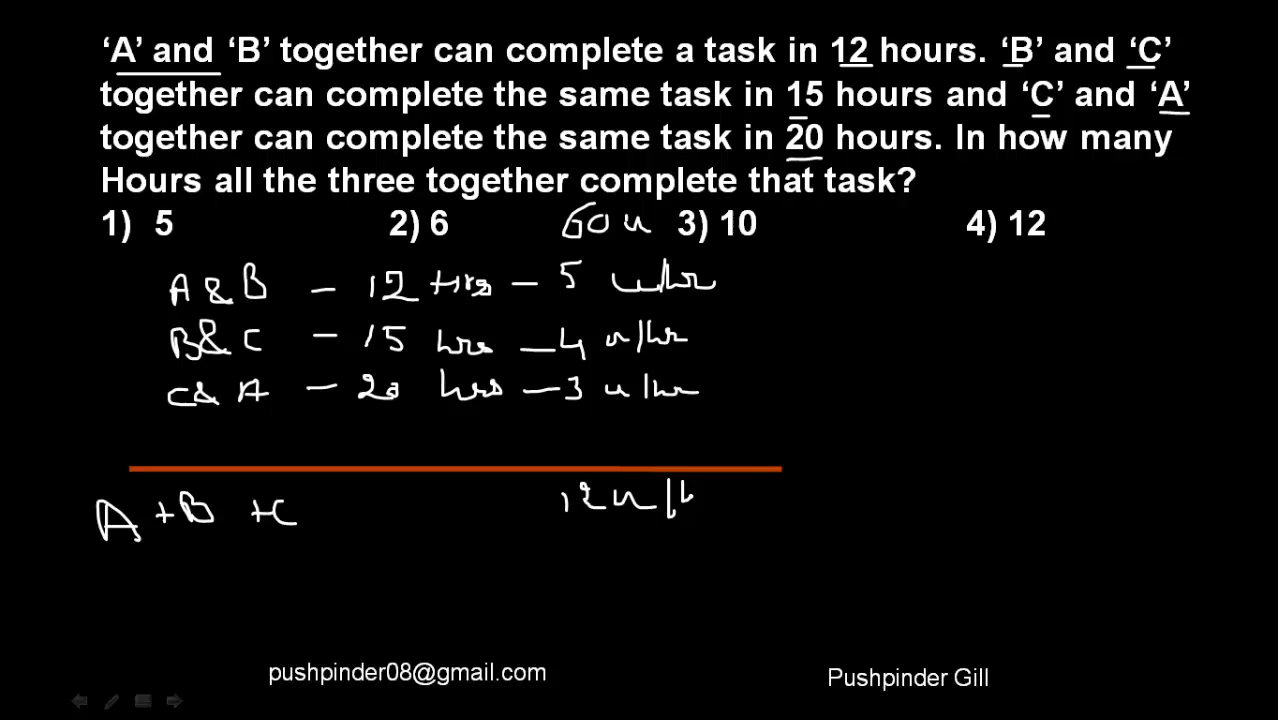 ‘A’ and ‘B’ together can complete a task in 12 hours. ‘B’ and ‘C’
together can complete the same task in 15 hours and ‘C’ and ‘A’
together can complete the same task in 20 hours. In how many
Hours all the three together complete that task?
1) 5 2) 6 60 u 3) 10 4) 12
A & B - 12 Hrs - 5 u/hr
B & C - 15 hrs - 4 u/hr
C & A - 20 hrs - 3 u/hr
A + B + C 12 u/h
pushpinder08@gmail.com Pushpinder Gill